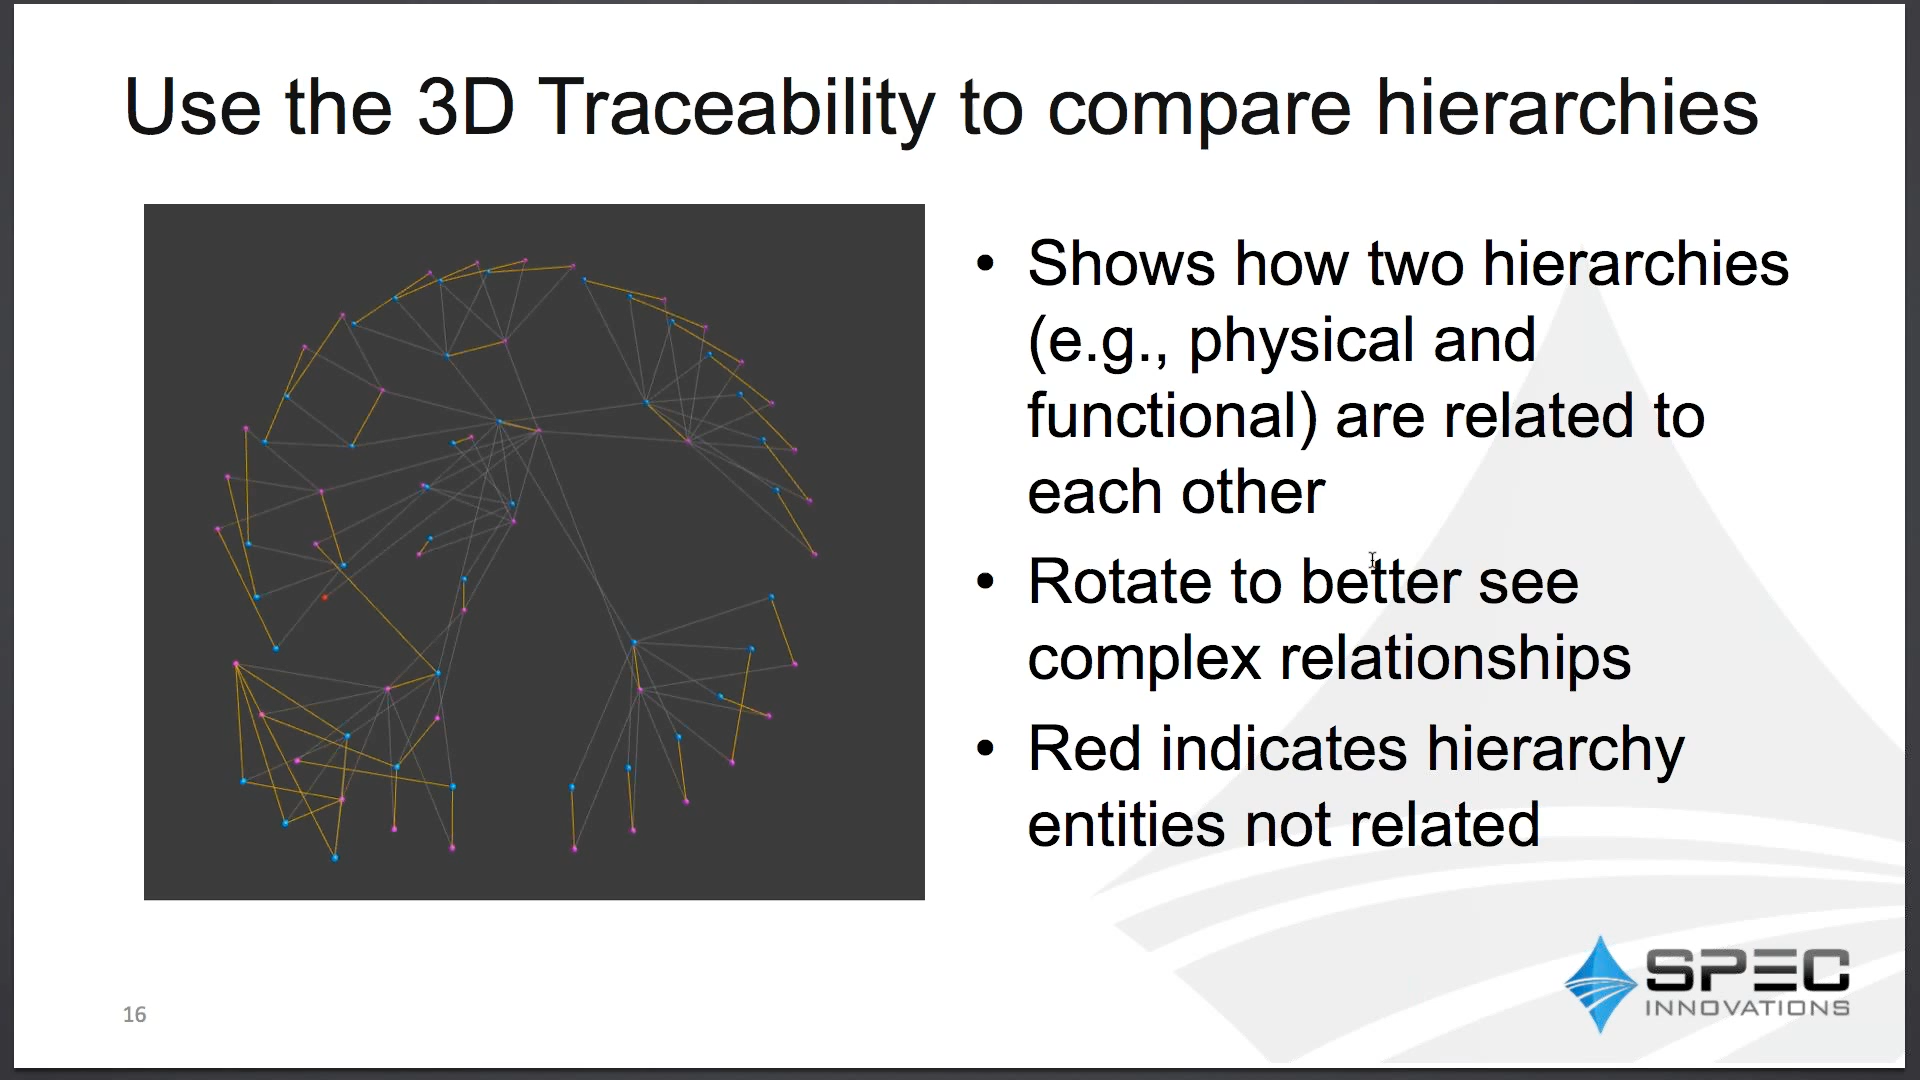 Use the 3D Traceability to compare hierarchies
• Shows how two hierarchies
(e.g., physical and
functional) are related to
each other
• Rotate to better see
complex relationships
• Red indicates hierarchy
entities not related
SPEC
INNOVATIONS
16